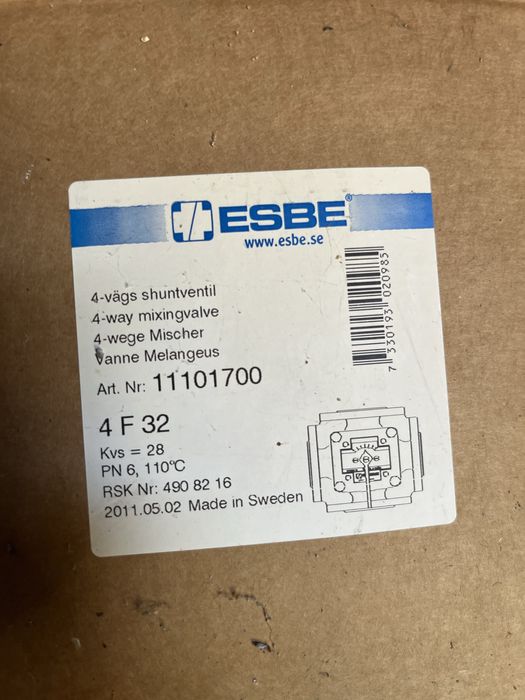 ESBE®
www.esbe.se
4-vägs shuntventil
4-way mixingvalve
4-wege Mischer
Vanne Melangeus
Art. Nr: 11101700
7 330193 020985
4 F 32
Kvs = 28
PN 6, 110°C
RSK Nr: 490 82 16
2011.05.02 Made in Sweden